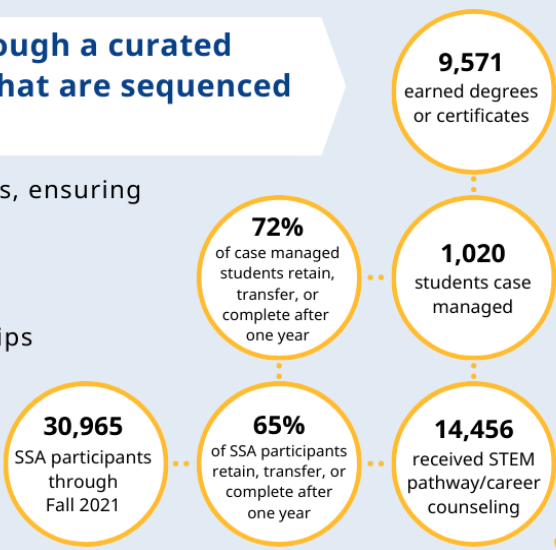 ough a curated
hat are sequenced
s, ensuring
ips
9,571
earned degrees
or certificates
72%
of case managed
students retain,
transfer, or
complete after
one year
1,020
students case
managed
30,965
SSA participants
through
Fall 2021
65%
of SSA participants
retain, transfer, or
complete after
one year
14,456
received STEM
pathway/career
counseling